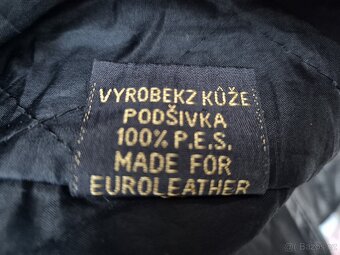 VYROBEKZ KŮŽE
PODŠIVKA
100% P.E.S.
MADE FOR
EUROLEATHER